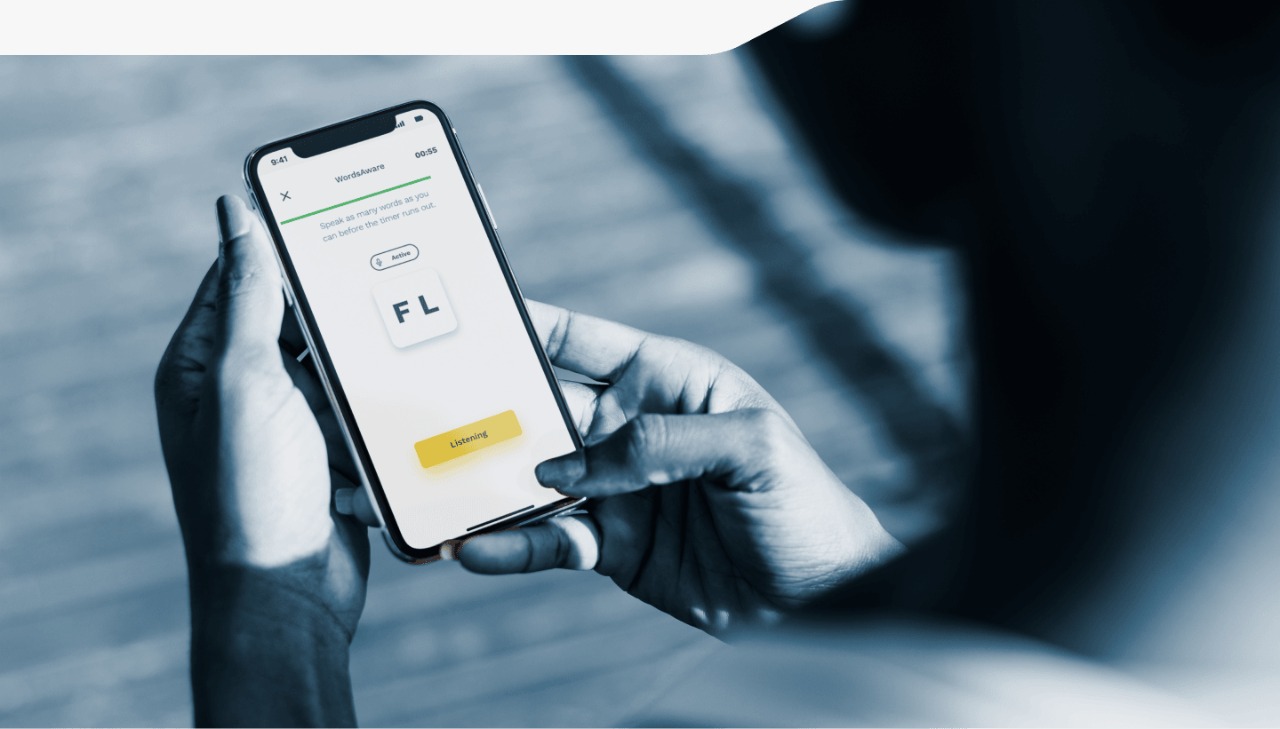 9:41
WordsAware
00:55
Speak as many words as you
can before the timer runs out.
Active
F L
Listening